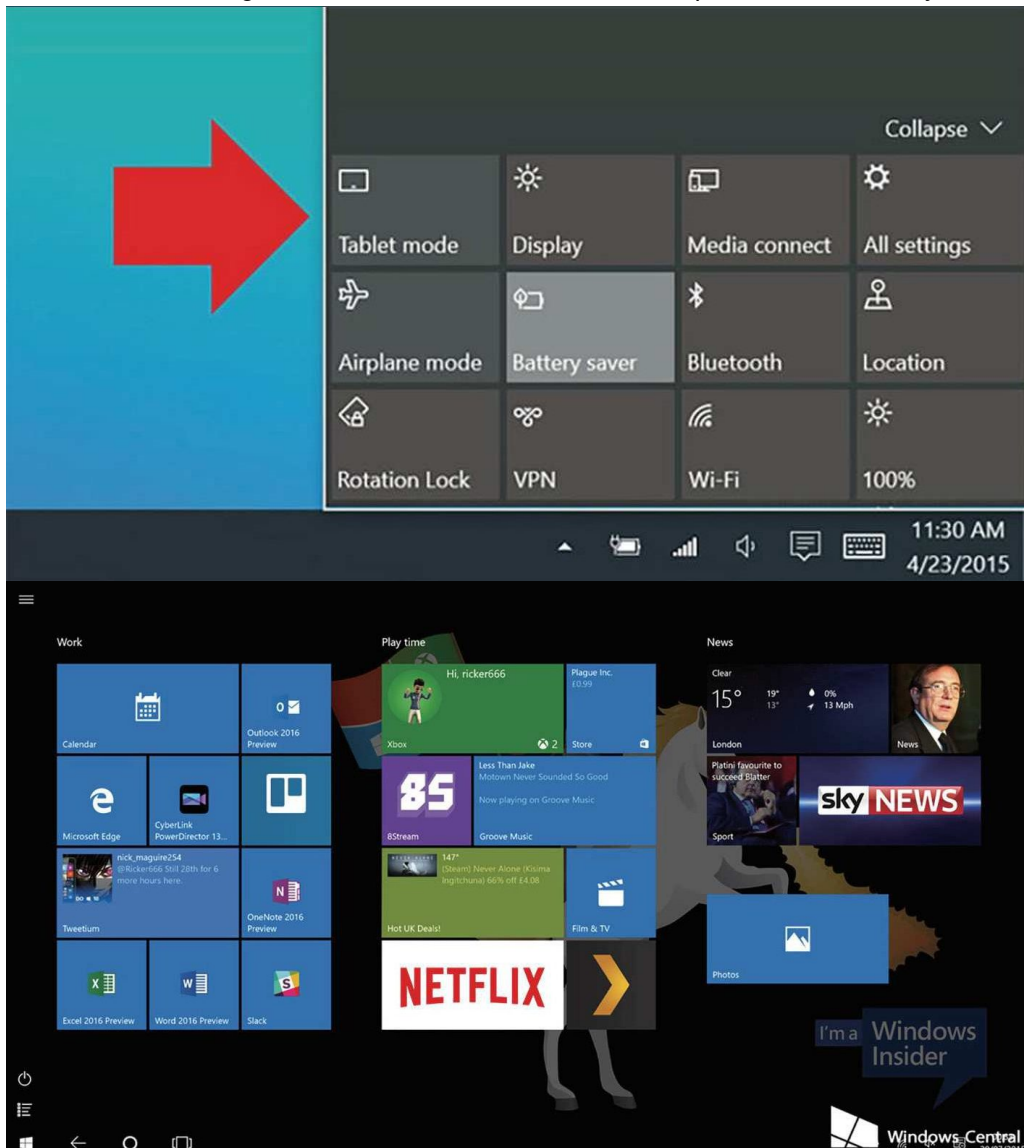 Collapse
Tablet mode
Display
Media connect
All settings
Airplane mode
Battery saver
Bluetooth
Location
Rotation Lock
VPN
Wi-Fi
100%
11:30 AM
4/23/2015
Work
Calendar
Outlook 2016
Preview
Microsoft Edge
CyberLink
PowerDirector 13...
nick_maguire254
@Ricker666 Still 28th for 6
more hours here.
Tweetium
OneNote 2016
Preview
Excel 2016 Preview
Word 2016 Preview
Slack
Play time
Hi, ricker666
Xbox
2
Plague Inc.
£0.99
Store
8S
8Stream
Less Than Jake
Motown Never Sounded So Good
Now playing on Groove Music
Groove Music
147°
(Steam) Never Alone (Kisima
Ingitchuna) 66% off £4.08
Hot UK Deals!
Film & TV
NETFLIX
News
Clear
15°
19°
13°
0%
13 Mph
London
News
Platini favourite to
succeed Blatter
Sport
sky NEWS
Photos
I'm a Windows
Insider
Windows Central